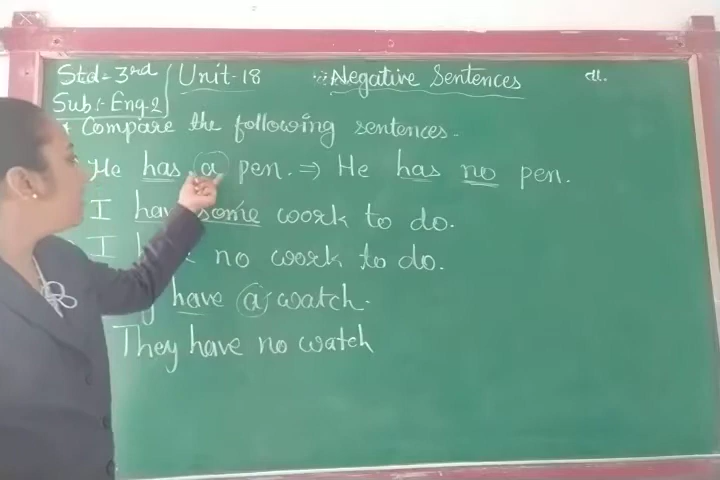 Std-3rd Unit-18 Negative Sentences
Sub:- Eng-2
Compare the following sentences.
He has a pen. ⇒ He has no pen.
I have some work to do.
I no work to do.
have a watch.
They have no watch